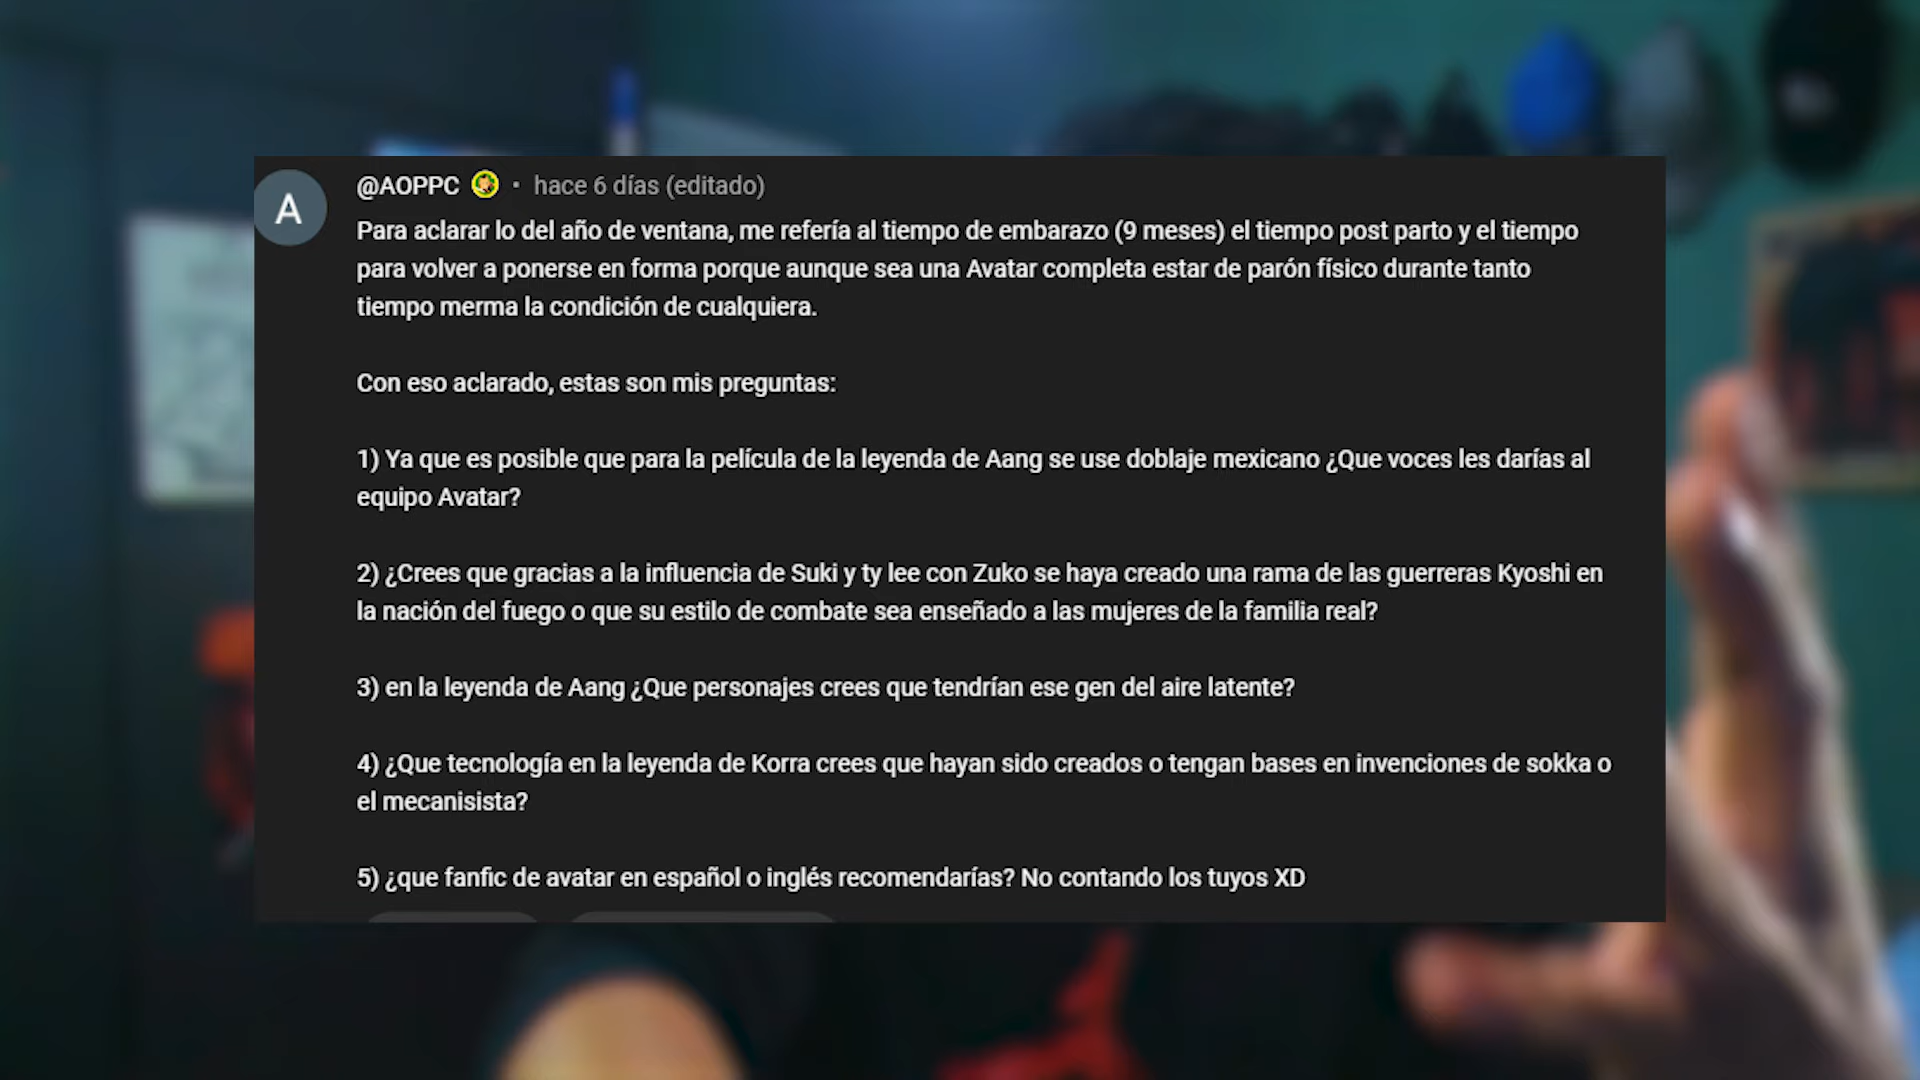 A
@AOPPC • hace 6 días (editado)
Para aclarar lo del año de ventana, me refería al tiempo de embarazo (9 meses) el tiempo post parto y el tiempo
para volver a ponerse en forma porque aunque sea una Avatar completa estar de parón físico durante tanto
tiempo merma la condición de cualquiera.
Con eso aclarado, estas son mis preguntas:
1) Ya que es posible que para la película de la leyenda de Aang se use doblaje mexicano ¿Que voces les darías al
equipo Avatar?
2) ¿Crees que gracias a la influencia de Suki y ty lee con Zuko se haya creado una rama de las guerreras Kyoshi en
la nación del fuego o que su estilo de combate sea enseñado a las mujeres de la familia real?
3) en la leyenda de Aang ¿Que personajes crees que tendrían ese gen del aire latente?
4) ¿Que tecnología en la leyenda de Korra crees que hayan sido creados o tengan bases en invenciones de sokka o
el mecanisista?
5) ¿que fanfic de avatar en español o inglés recomendarías? No contando los tuyos XD